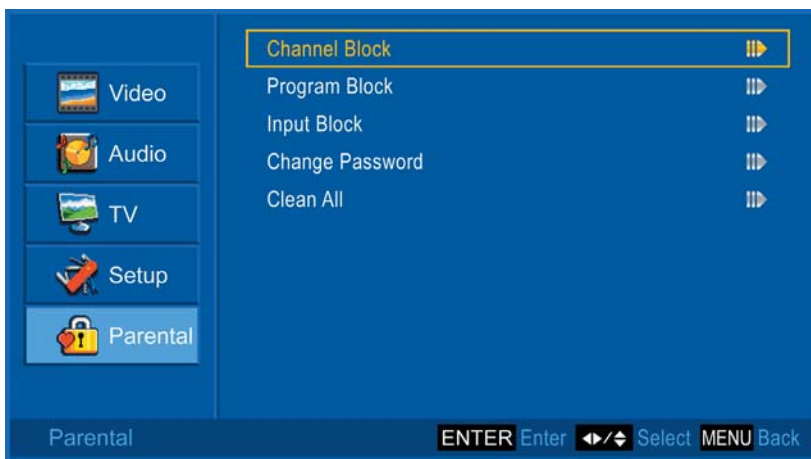 Video
Audio
TV
Setup
Parental
Channel Block
Program Block
Input Block
Change Password
Clean All
Parental
ENTER Enter ◀▶/▲▼ Select MENU Back